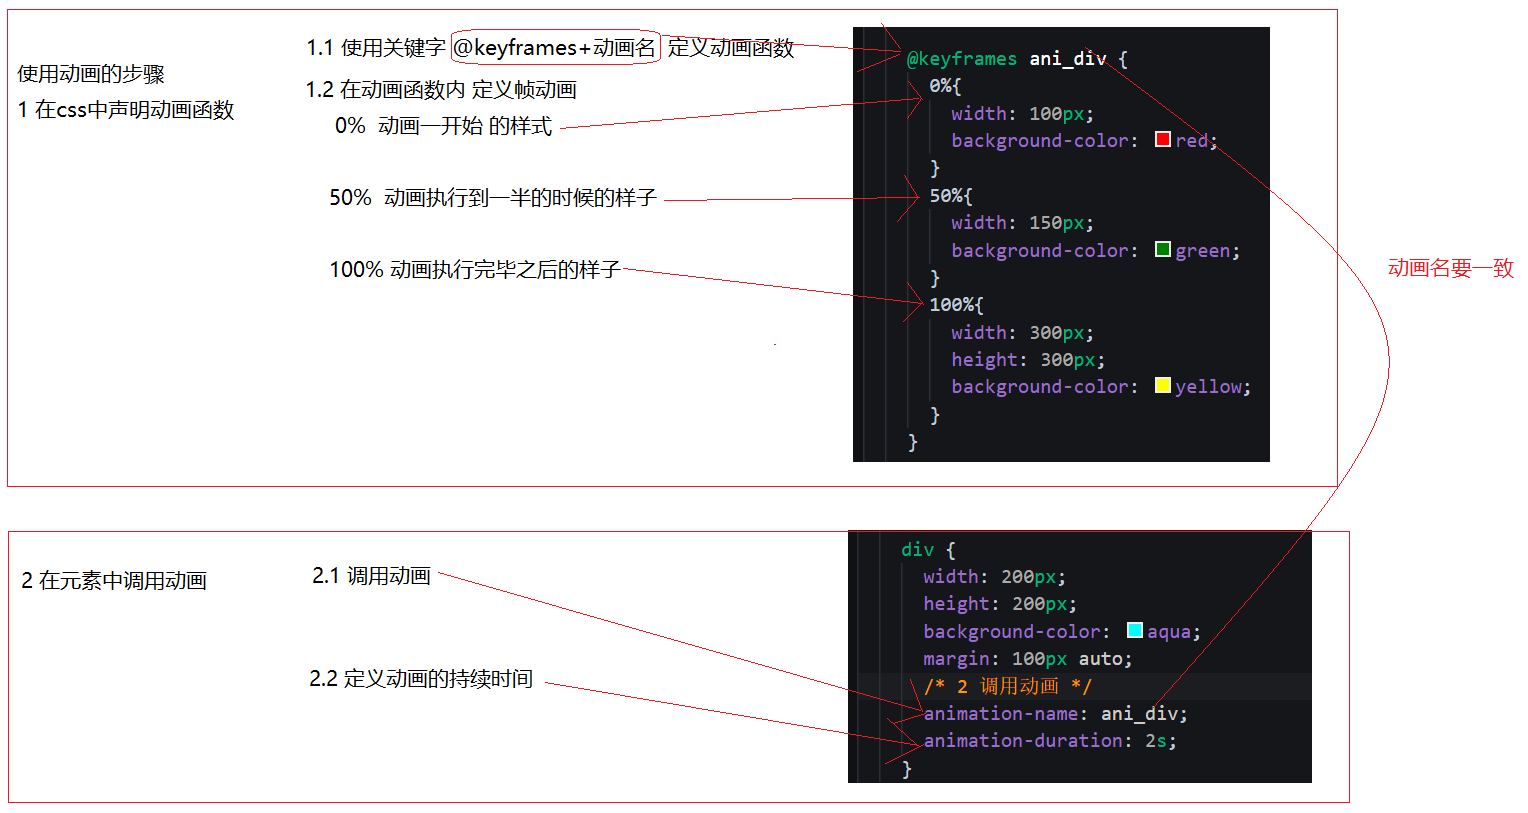 使用动画的步骤
1 在css中声明动画函数
1.1 使用关键字 @keyframes+动画名 定义动画函数
1.2 在动画函数内 定义帧动画
0% 动画一开始 的样式
50% 动画执行到一半的时候的样子
100% 动画执行完毕之后的样子
@keyframes ani_div {
0%{
width: 100px;
background-color: red;
}
50%{
width: 150px;
background-color: green;
}
100%{
width: 300px;
height: 300px;
background-color: yellow;
}
}
动画名要一致
2 在元素中调用动画
2.1 调用动画
2.2 定义动画的持续时间
div {
width: 200px;
height: 200px;
background-color: aqua;
margin: 100px auto;
/* 2 调用动画 */
animation-name: ani_div;
animation-duration: 2s;
}